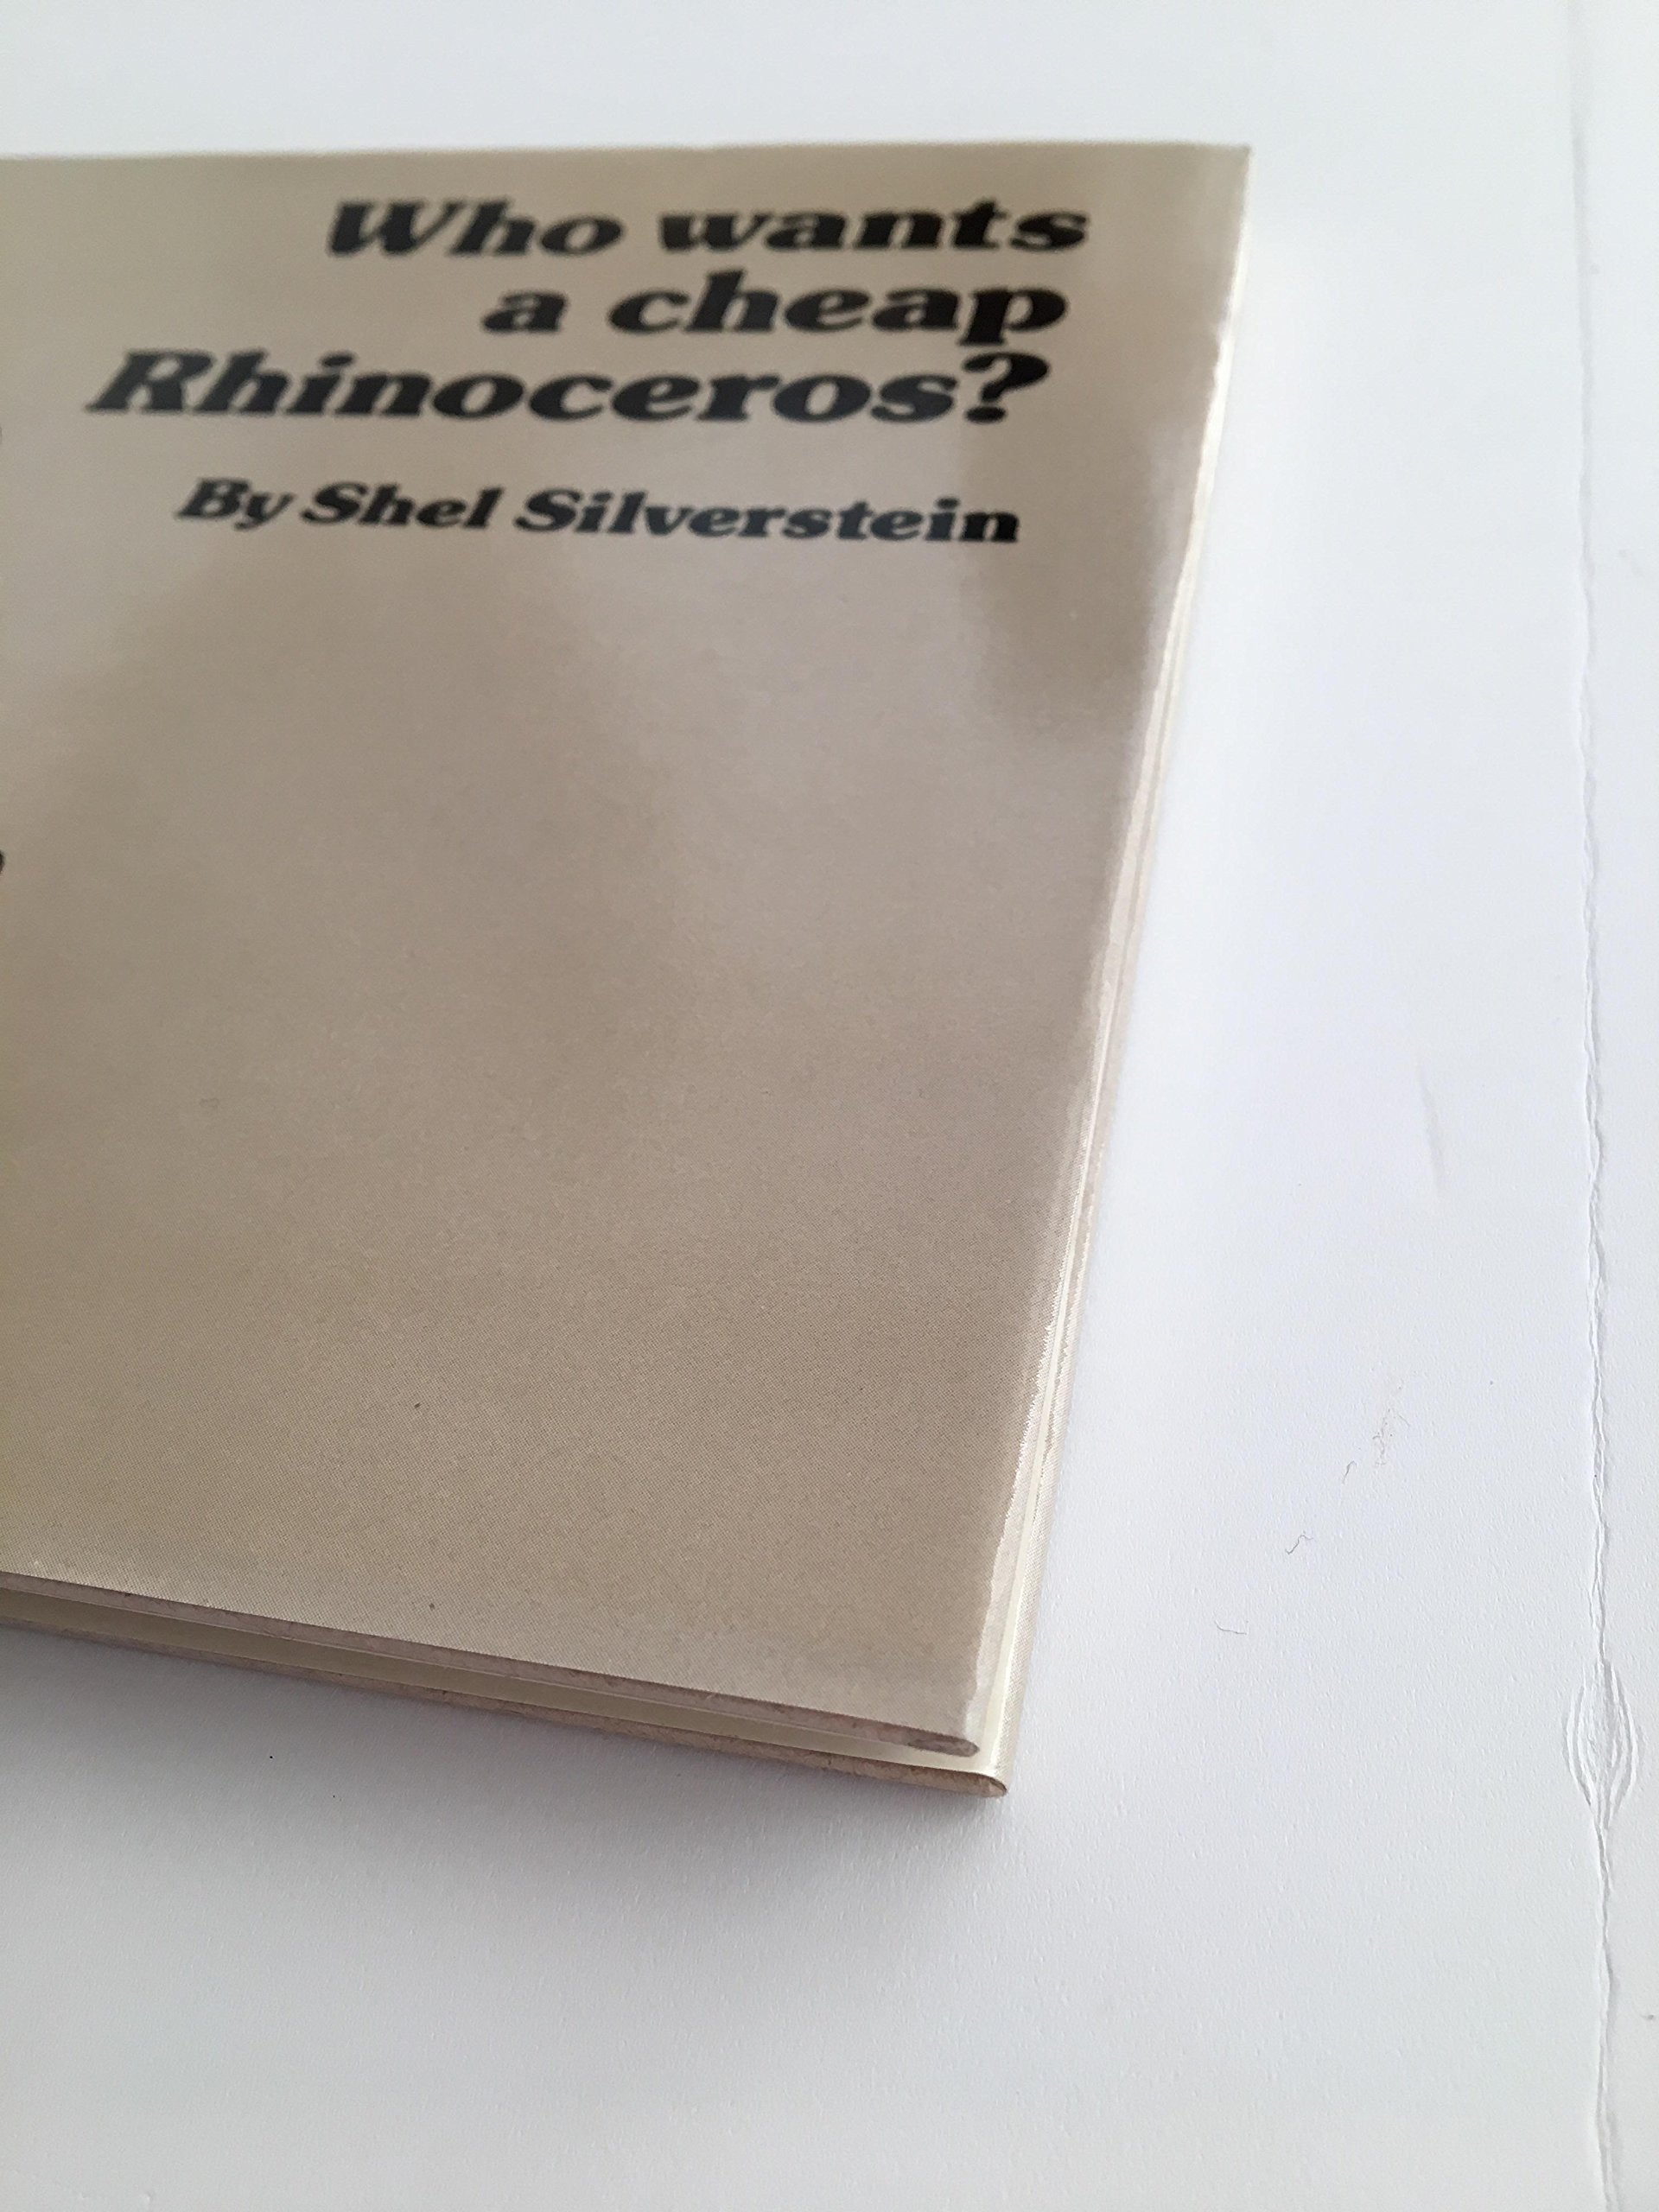 Who wants
a cheap
Rhinoceros?
By Shel Silverstein